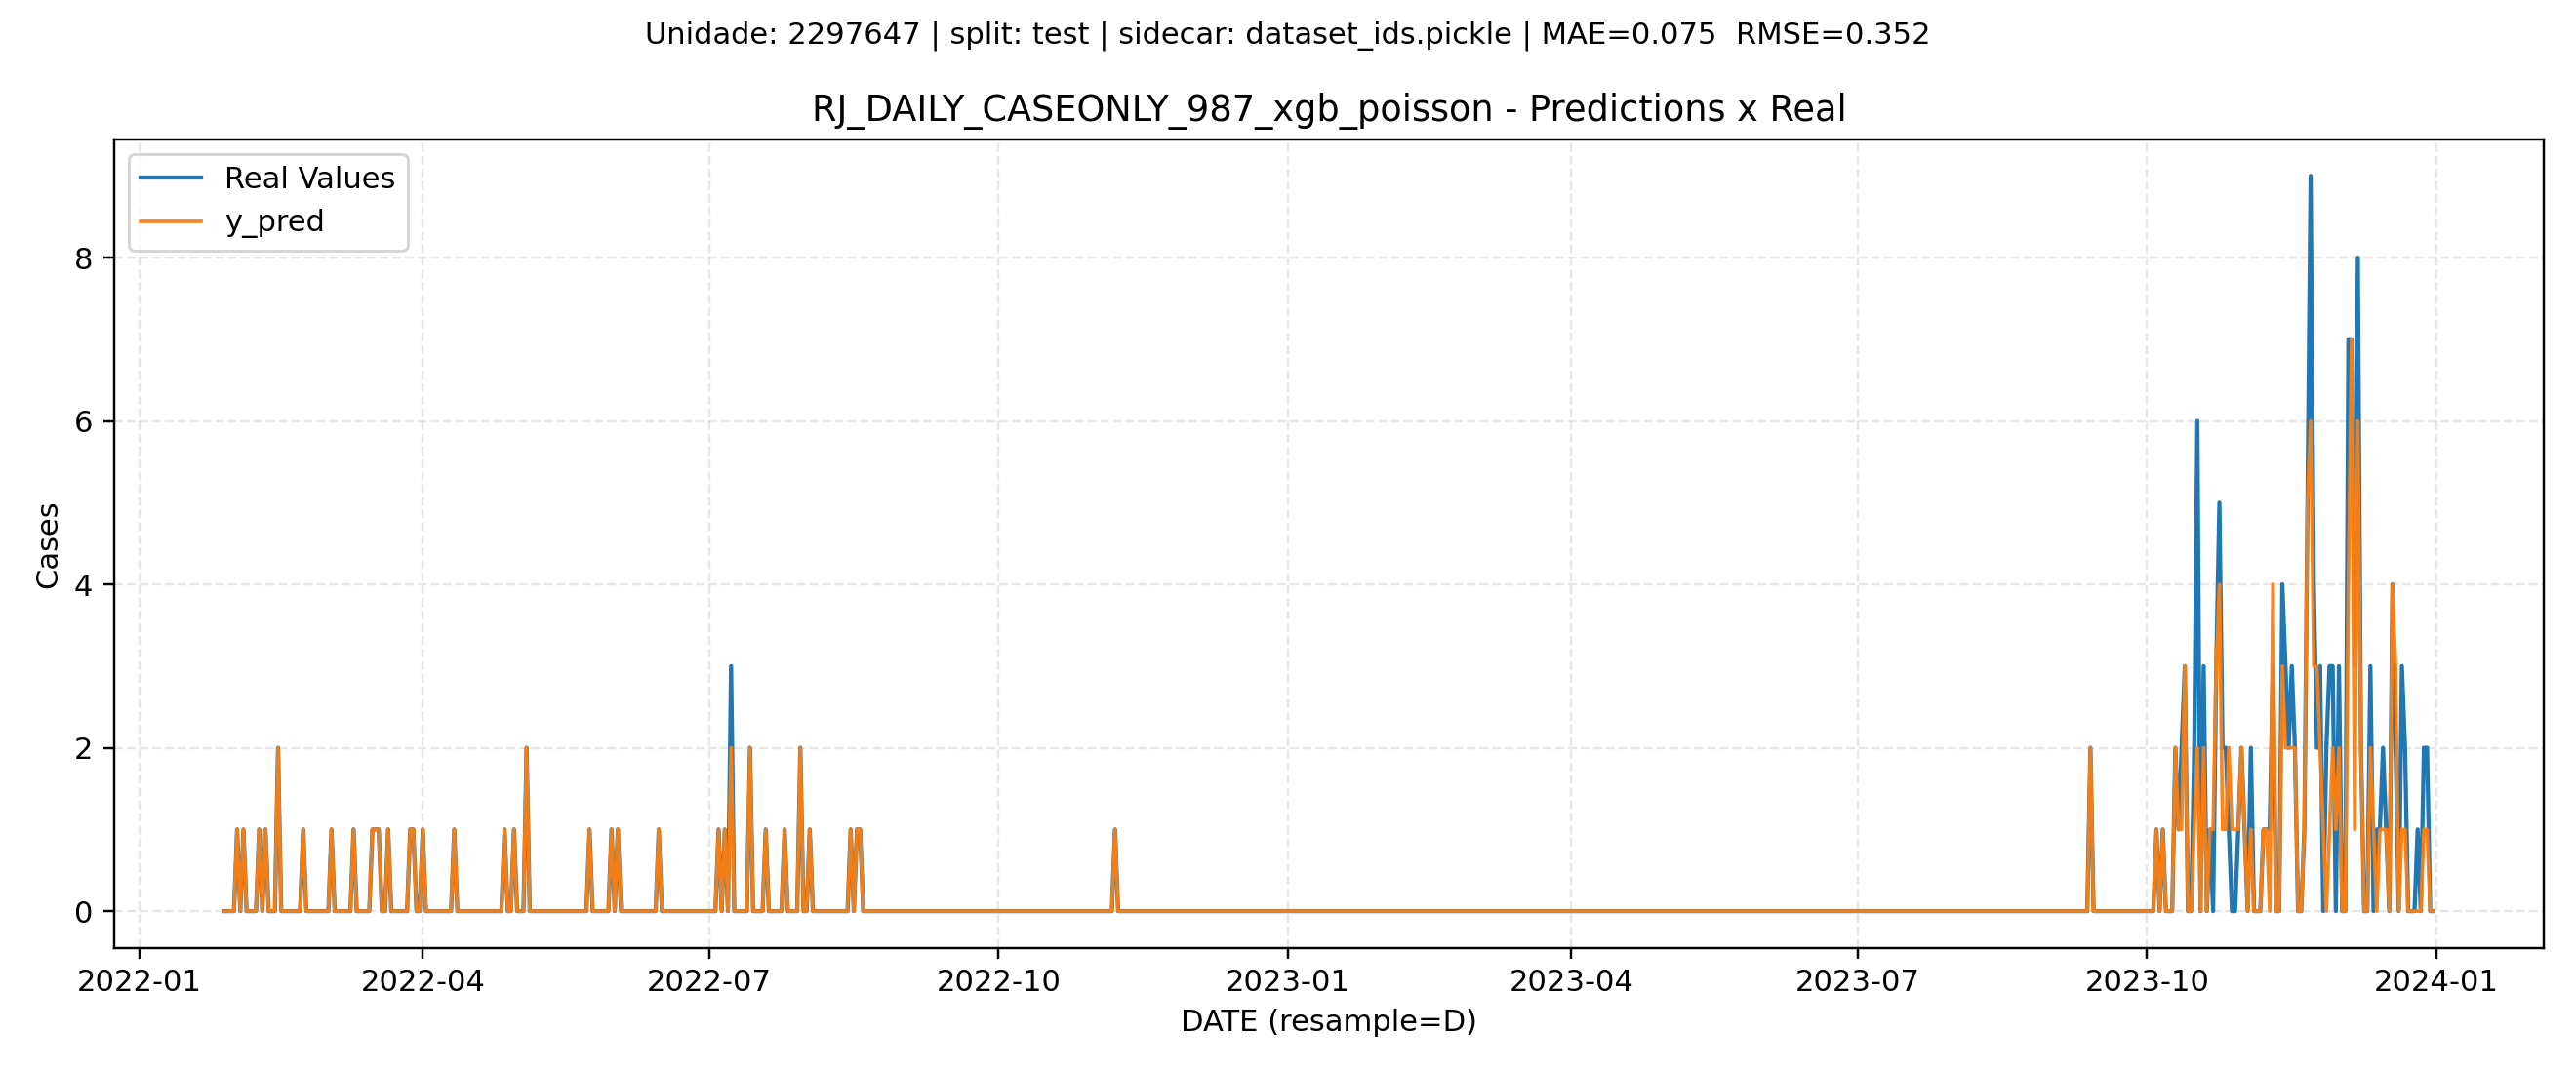 Unidade: 2297647 | split: test | sidecar: dataset_ids.pickle | MAE=0.075  RMSE=0.352
RJ_DAILY_CASEONLY_987_xgb_poisson - Predictions x Real
Real Values
y_pred
Cases
8
6
4
2
0
2022-01
2022-04
2022-07
2022-10
2023-01
2023-04
2023-07
2023-10
2024-01
DATE (resample=D)